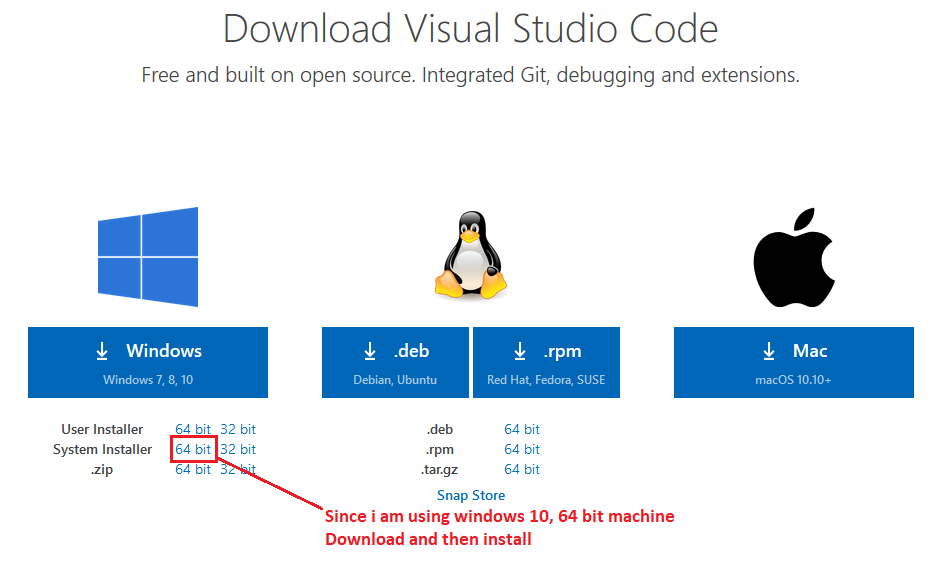 Download Visual Studio Code
Free and built on open source. Integrated Git, debugging and extensions.
Windows
Windows 7, 8, 10
.deb
Debian, Ubuntu
.rpm
Red Hat, Fedora, SUSE
Mac
macOS 10.10+
User Installer 64 bit 32 bit
System Installer 64 bit 32 bit
.zip 64 bit 32 bit
.deb 64 bit
.rpm 64 bit
.tar.gz 64 bit
Snap Store
Since i am using windows 10, 64 bit machine
Download and then install